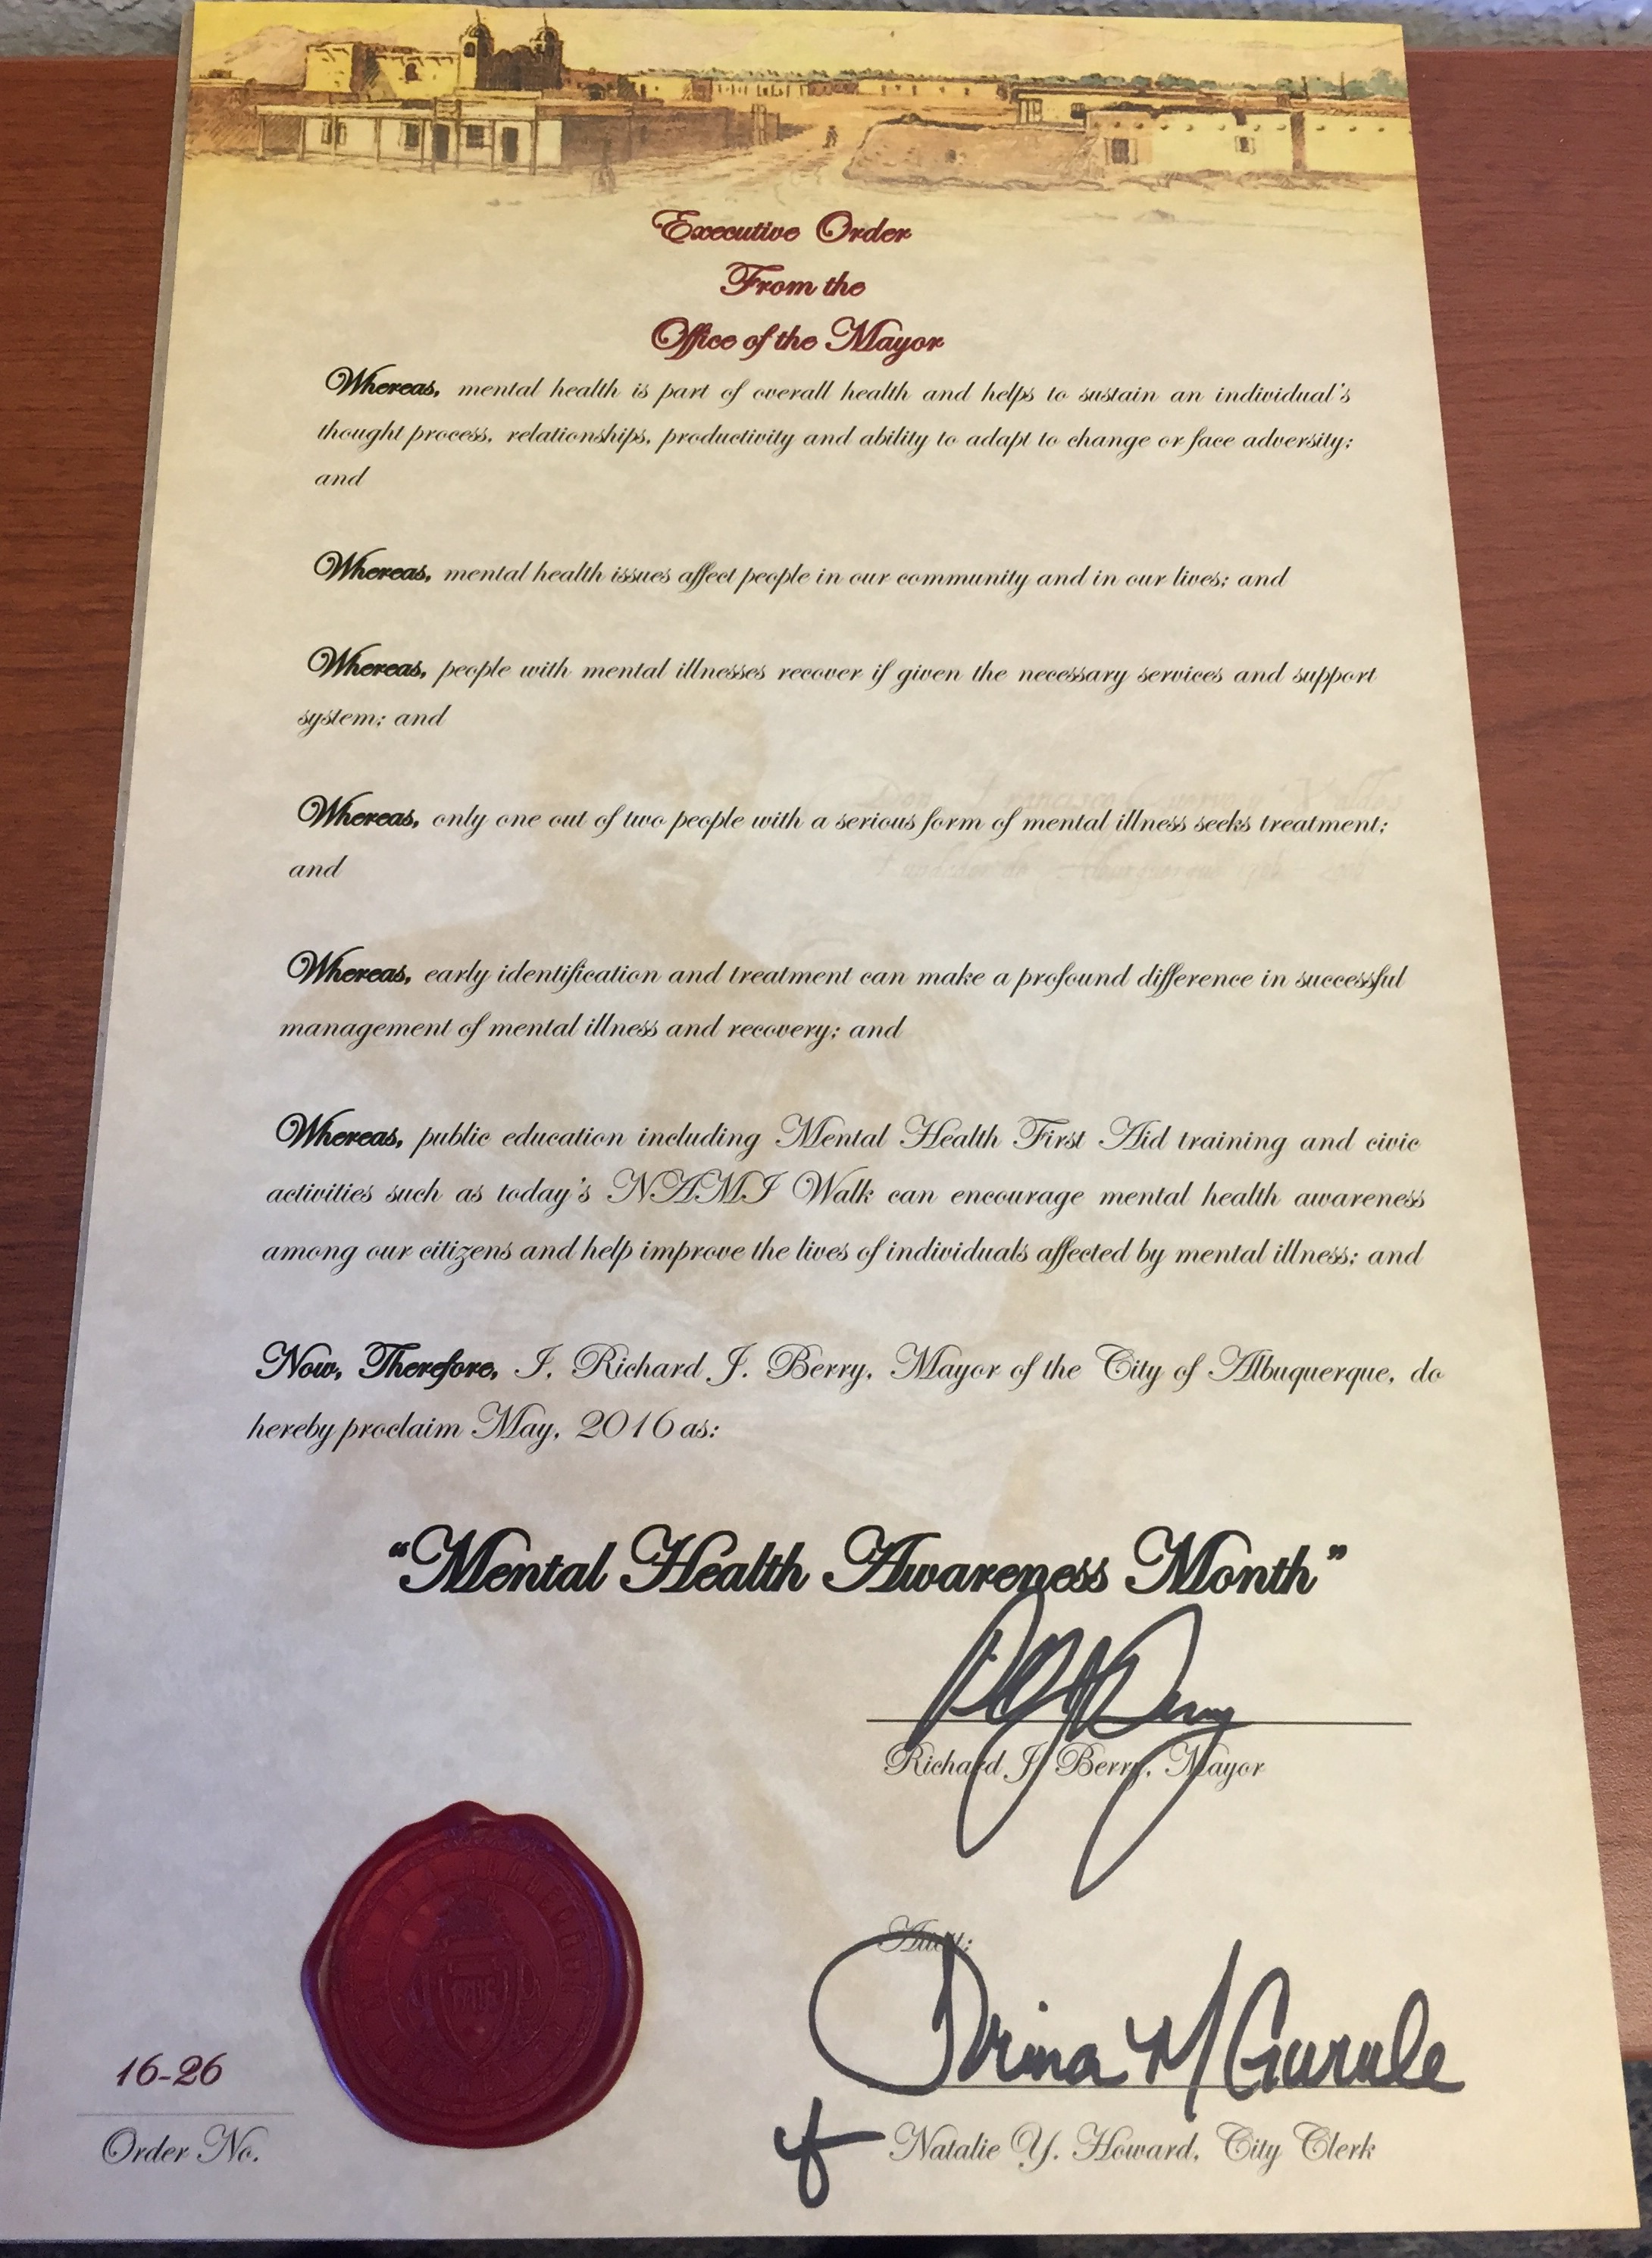 Executive Order
From the
Office of the Mayor
Whereas, mental health is part of overall health and helps to sustain an individual's
thought process, relationships, productivity and ability to adapt to change or face adversity;
and
Whereas, mental health issues affect people in our community and in our lives; and
Whereas, people with mental illnesses recover if given the necessary services and support
system; and
Whereas, only one out of two people with a serious form of mental illness seeks treatment;
and
Whereas, early identification and treatment can make a profound difference in successful
management of mental illness and recovery; and
Whereas, public education including Mental Health First Aid training and civic
activities such as today's NAMI Walk can encourage mental health awareness
among our citizens and help improve the lives of individuals affected by mental illness; and
Now, Therefore, I, Richard J. Berry, Mayor of the City of Albuquerque, do
hereby proclaim May, 2016 as:
"Mental Health Awareness Month"
Richard J. Berry, Mayor
Attest:
M Gurule
Natalie Y. Howard, City Clerk
16-26
Order No.